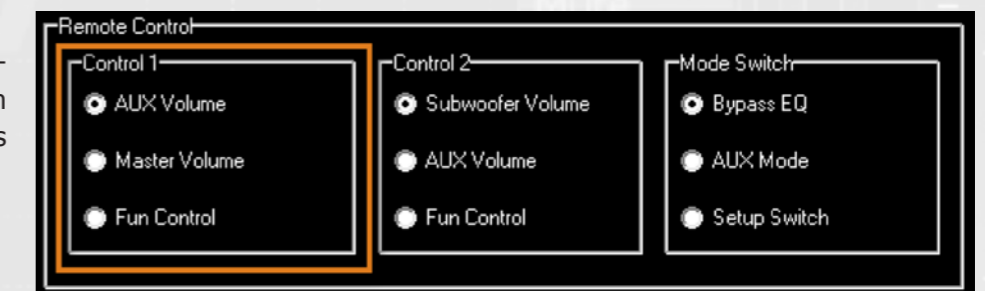 Remote Control
Control 1
AUX Volume
Master Volume
Fun Control
Control 2
Subwoofer Volume
AUX Volume
Fun Control
Mode Switch
Bypass EQ
AUX Mode
Setup Switch